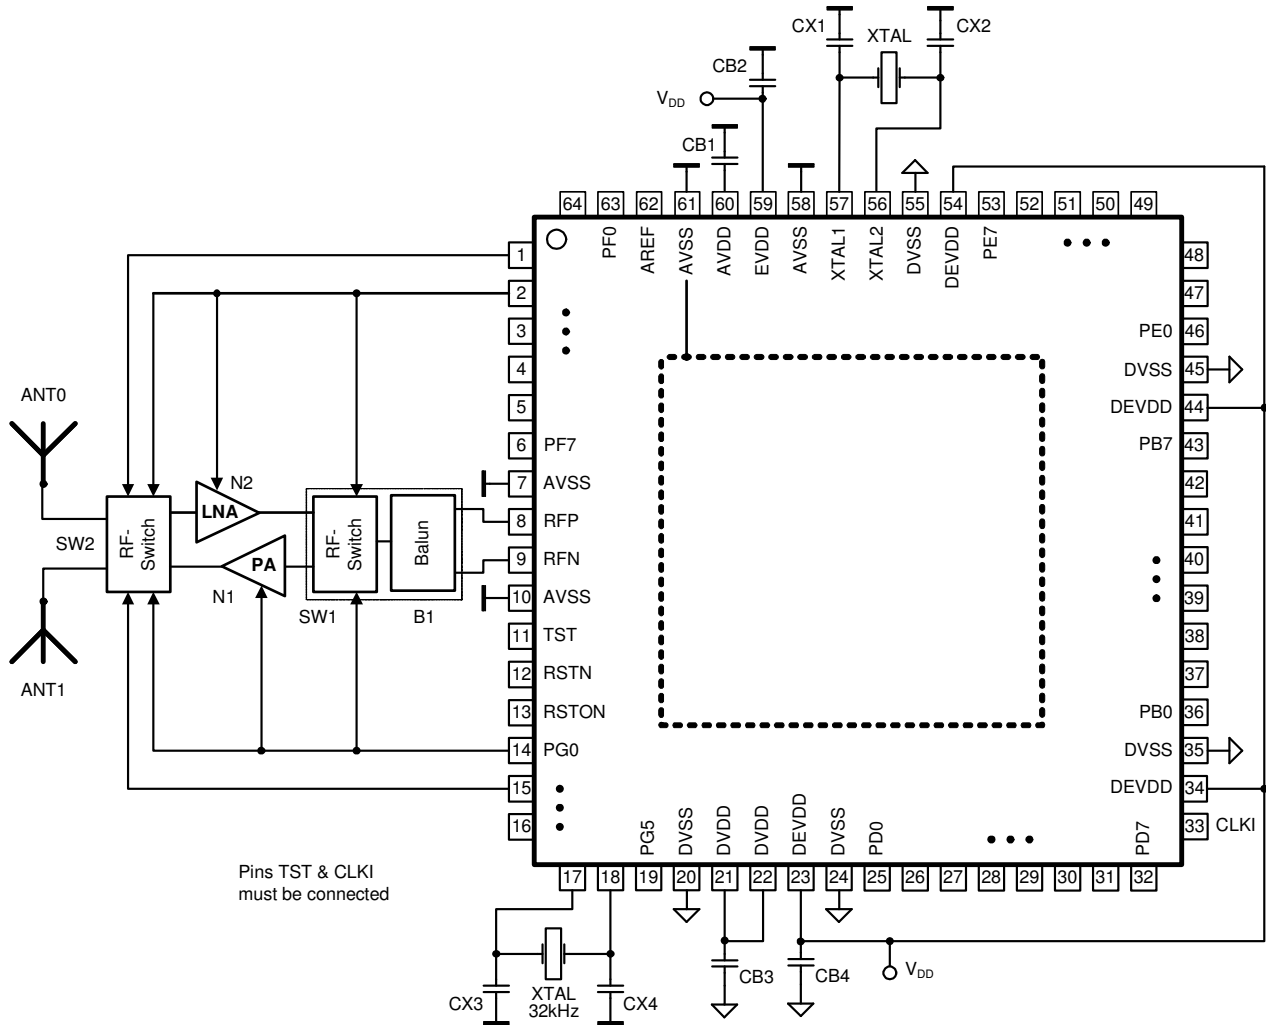 CX1
XTAL
CX2
CB2
VDD
CB1
64
63
62
61
60
59
58
57
56
55
54
53
52
51
50
49
PF0
AREF
AVSS
AVDD
EVDD
AVSS
XTAL1
XTAL2
DVSS
DEVDD
PE7
1
2
3
4
5
6 PF7
7 AVSS
8 RFP
9 RFN
10 AVSS
11 TST
12 RSTN
13 RSTON
14 PG0
15
16
48
47
PE0 46
DVSS 45
DEVDD 44
PB7 43
42
41
40
39
38
37
PB0 36
DVSS 35
DEVDD 34
33 CLKI
ANT0
SW2
RF-
Switch
N2
LNA
PA
N1
RF-
Switch
SW1
Balun
B1
ANT1
PG5
DVSS
DVDD
DVDD
DEVDD
DVSS
PD0
PD7
17
18
19
20
21
22
23
24
25
26
27
28
29
30
31
32
Pins TST & CLKI
must be connected
CX3
XTAL
32kHz
CX4
CB3
CB4
VDD